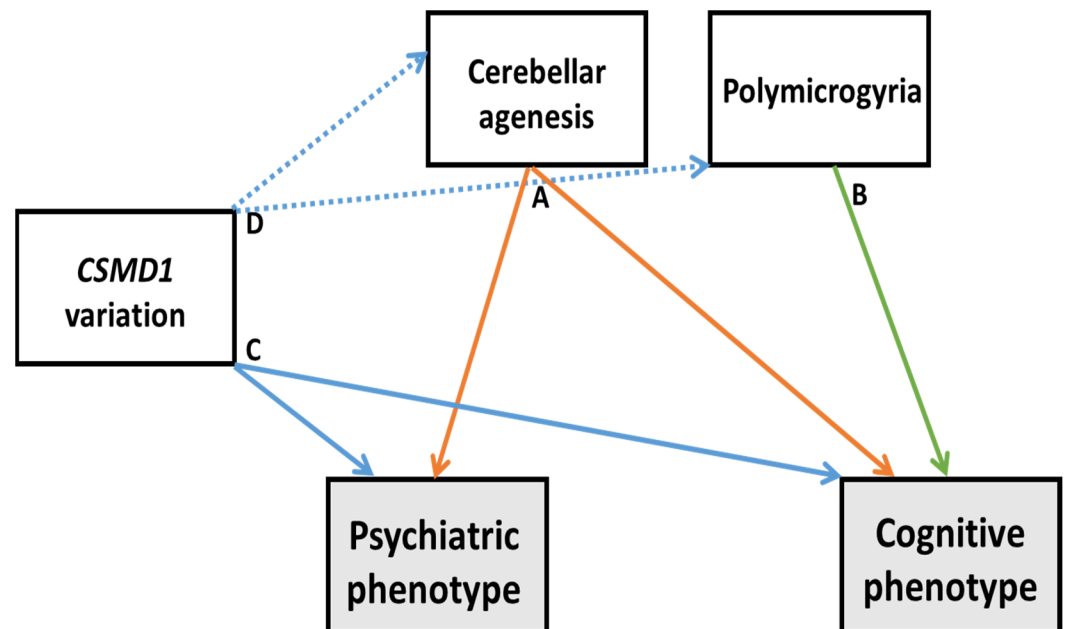 Cerebellar
agenesis
Polymicrogyria
A
B
D
CSMD1
variation
C
Psychiatric
phenotype
Cognitive
phenotype